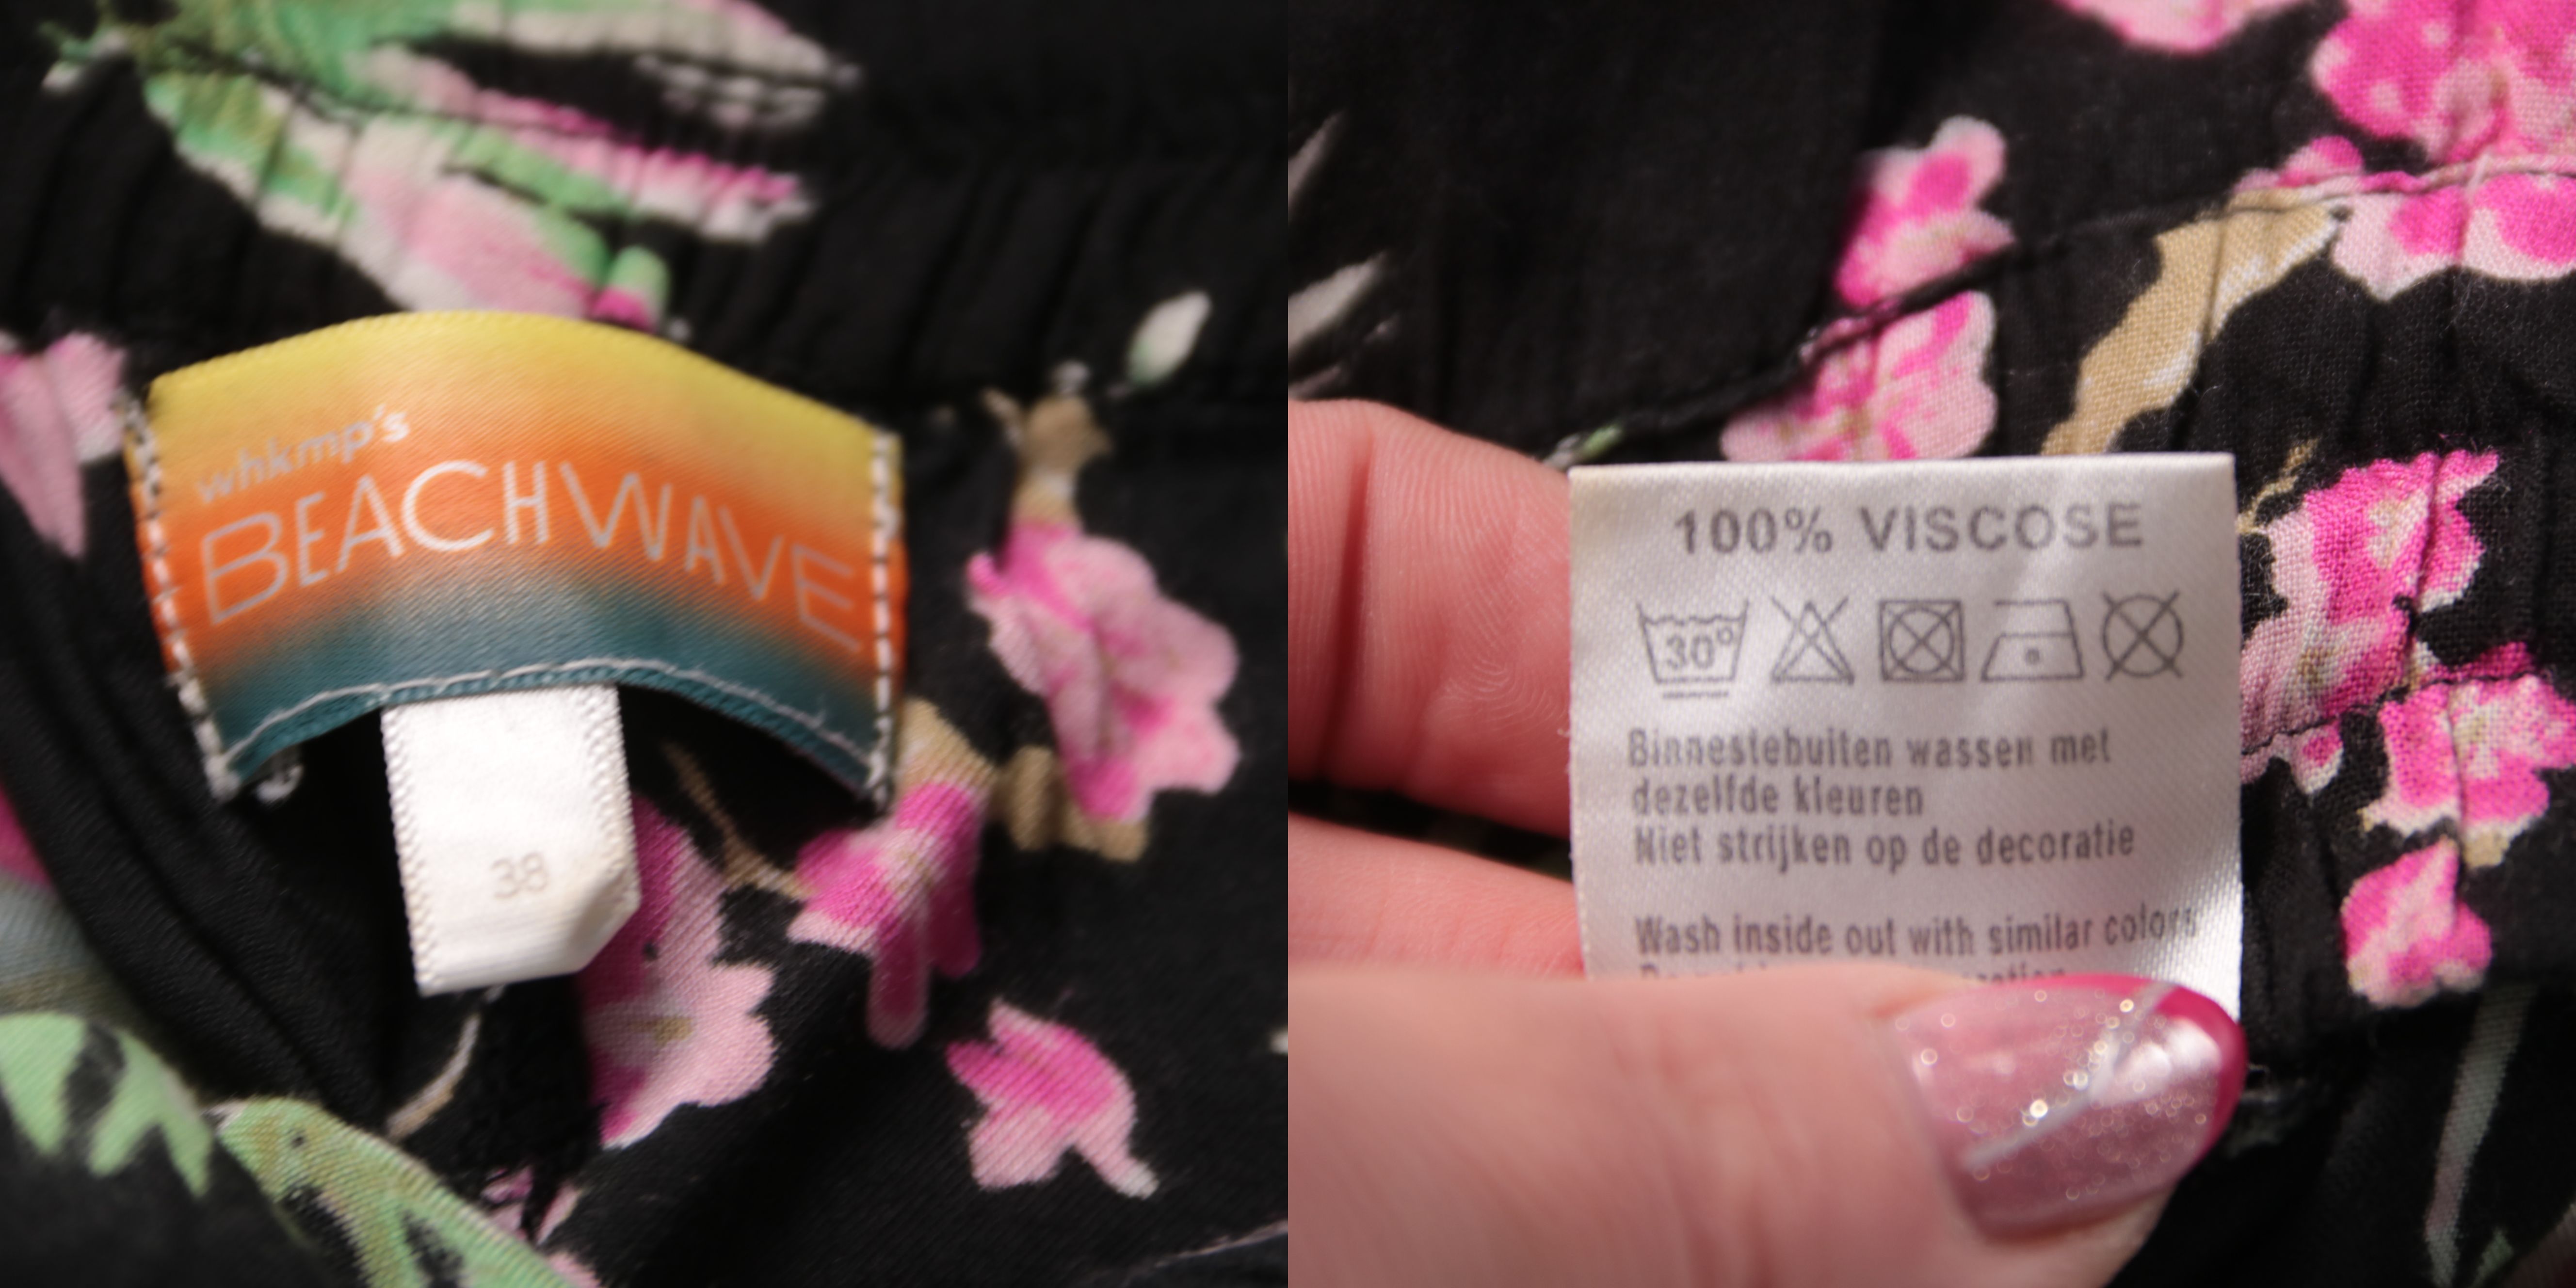 whkmp's
BEACHWAVE
38
100% VISCOSE
30°
Binnestebuiten wassen met
dezelfde kleuren
Niet strijken op de decoratie
Wash inside out with similar colors